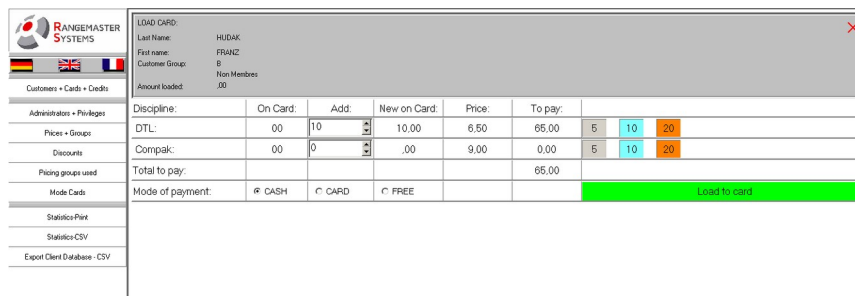 RANGEMASTER
SYSTEMS
Customers + Cards + Credits
Administrators + Privileges
Prices + Groups
Discounts
Pricing groups used
Mode Cards
Statistics-Print
Statistics-CSV
Export Client Database - CSV
LOAD CARD:
Last Name: HUDAK
First name: FRANZ
Customer Group: B
Non Membres
Amount loaded: ,00
Discipline: On Card: Add: New on Card: Price: To pay:
DTL: 00 10 10,00 6,50 65,00 5 10 20
Compak: 00 0 ,00 9,00 0,00 5 10 20
Total to pay: 65,00
Mode of payment: CASH CARD FREE Load to card